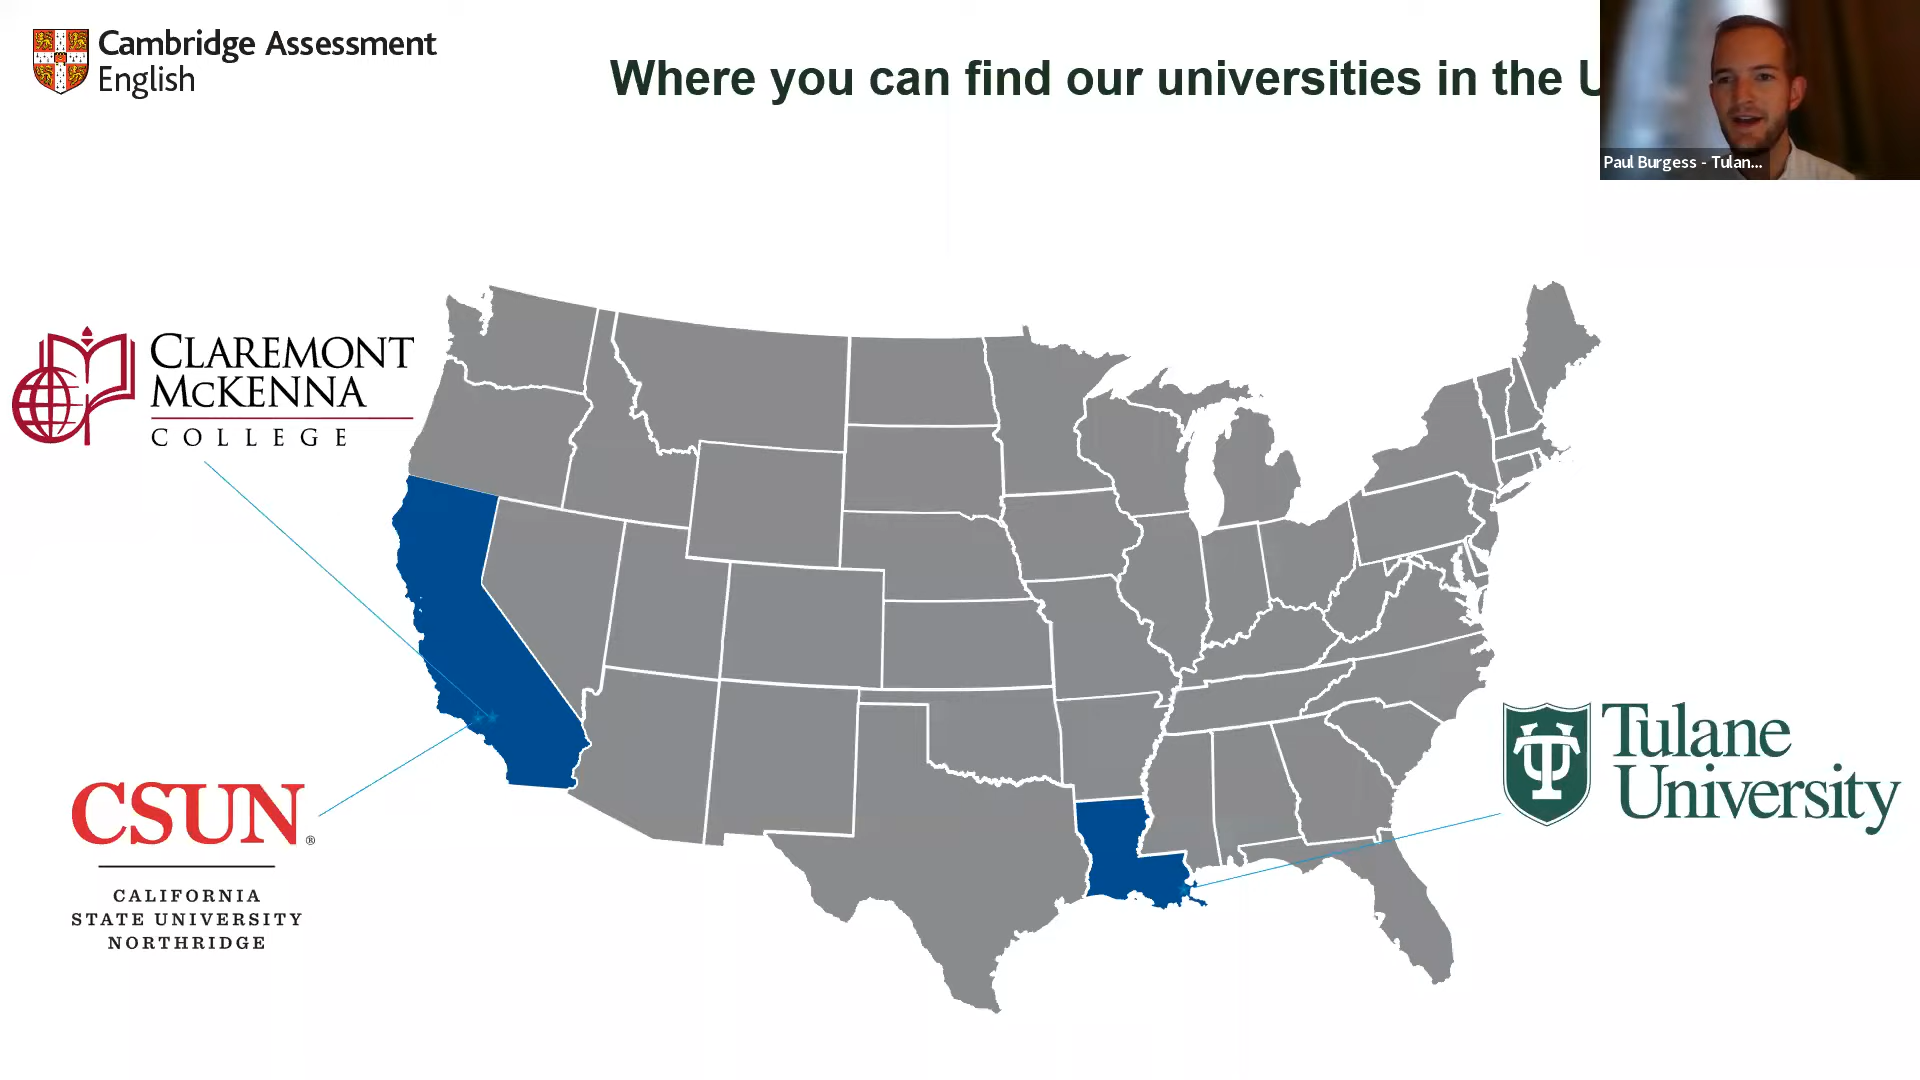 Cambridge Assessment
English
Where you can find our universities in the U
Paul Burgess - Tulan...
CLAREMONT
MCKENNA
COLLEGE
CSUN®
CALIFORNIA
STATE UNIVERSITY
NORTHRIDGE
Tulane
University